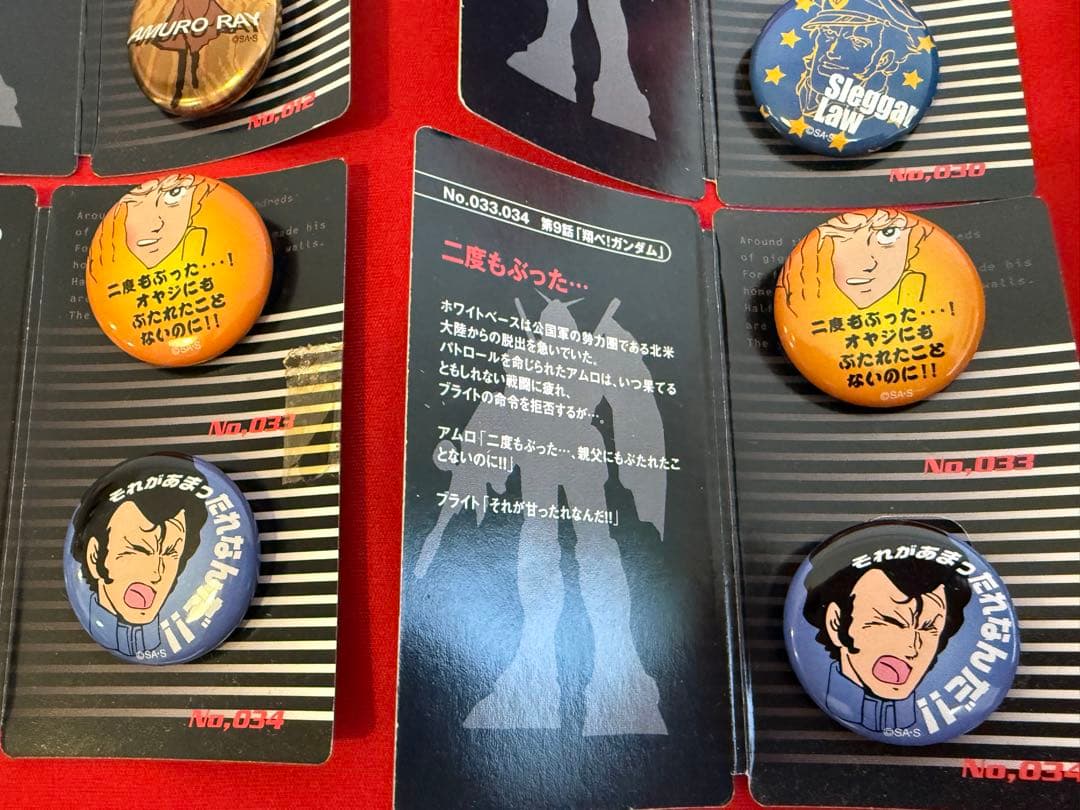 AMURO RAY
©SA・S
No,012
Sleggar
Law
©SA・S
No,030
二度もぶった・・・!
オヤジにも
ぶたれたこと
ないのに!!
©SA・S
No,033
それがあまったれなんだ!!
©SA・S
No,034
No.033.034 第9話「翔べ!ガンダム」
二度もぶった…
ホワイトベースは公国軍の勢力圏である北米
大陸からの脱出を急いでいた。
パトロールを命じられたアムロは、いつ果てる
ともしれない戦闘に疲れ、
ブライトの命令を拒否するが…
アムロ「二度もぶった…、親父にもぶたれたこ
とないのに!!」
ブライト「それが甘ったれなんだ!!」
二度もぶった・・・!
オヤジにも
ぶたれたこと
ないのに!!
©SA・S
No,033
それがあまったれなんだ!!
©SA・S
No,034